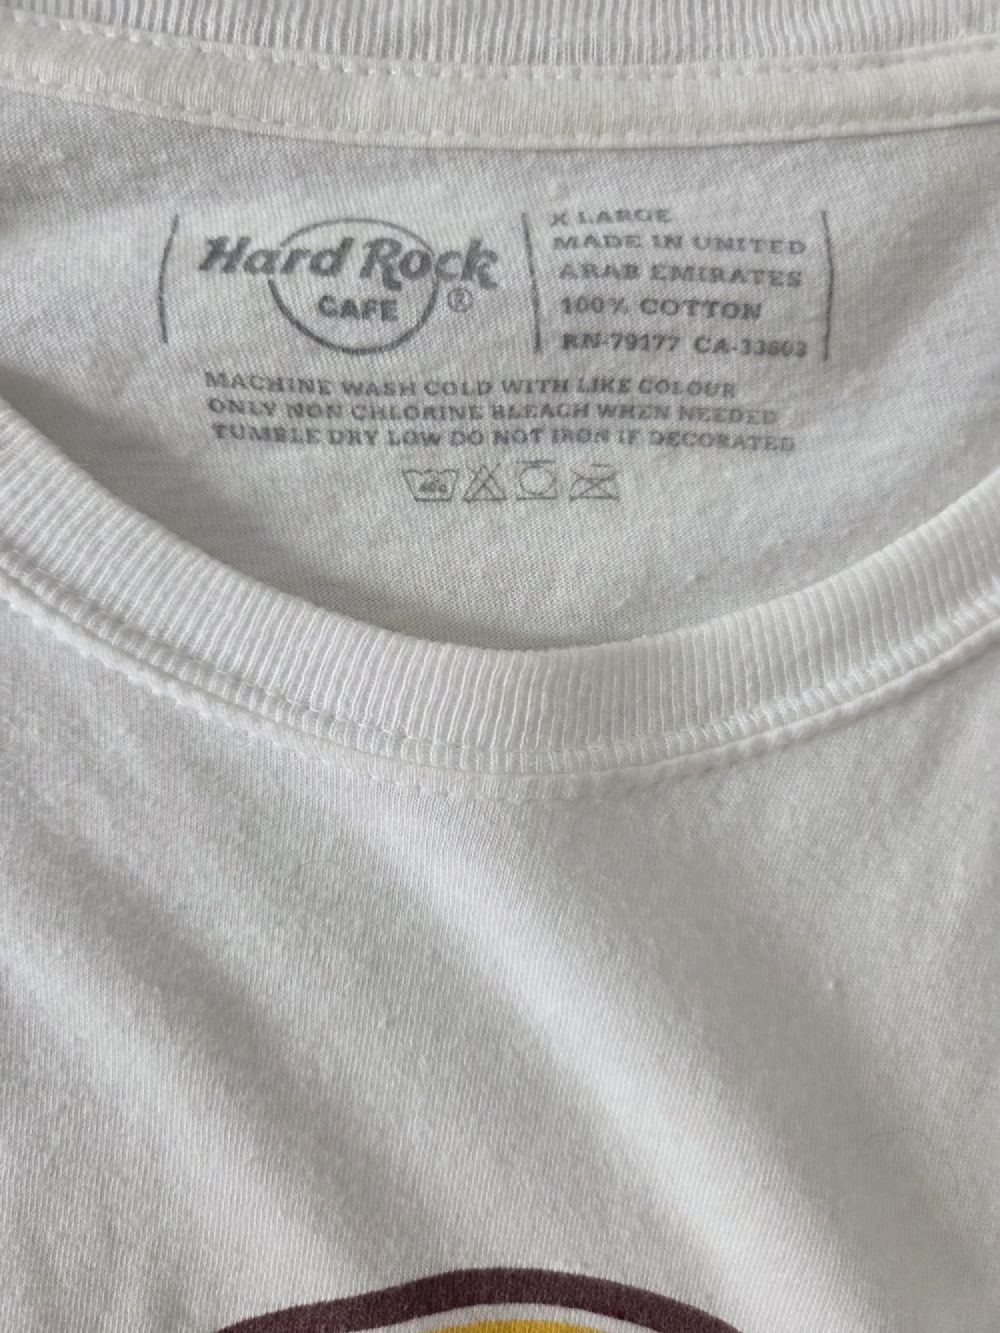 Hard Rock
CAFE ®
X LARGE
MADE IN UNITED
ARAB EMIRATES
100% COTTON
RN-79177 CA-33603
MACHINE WASH COLD WITH LIKE COLOUR
ONLY NON CHLORINE BLEACH WHEN NEEDED
TUMBLE DRY LOW DO NOT IRON IF DECORATED